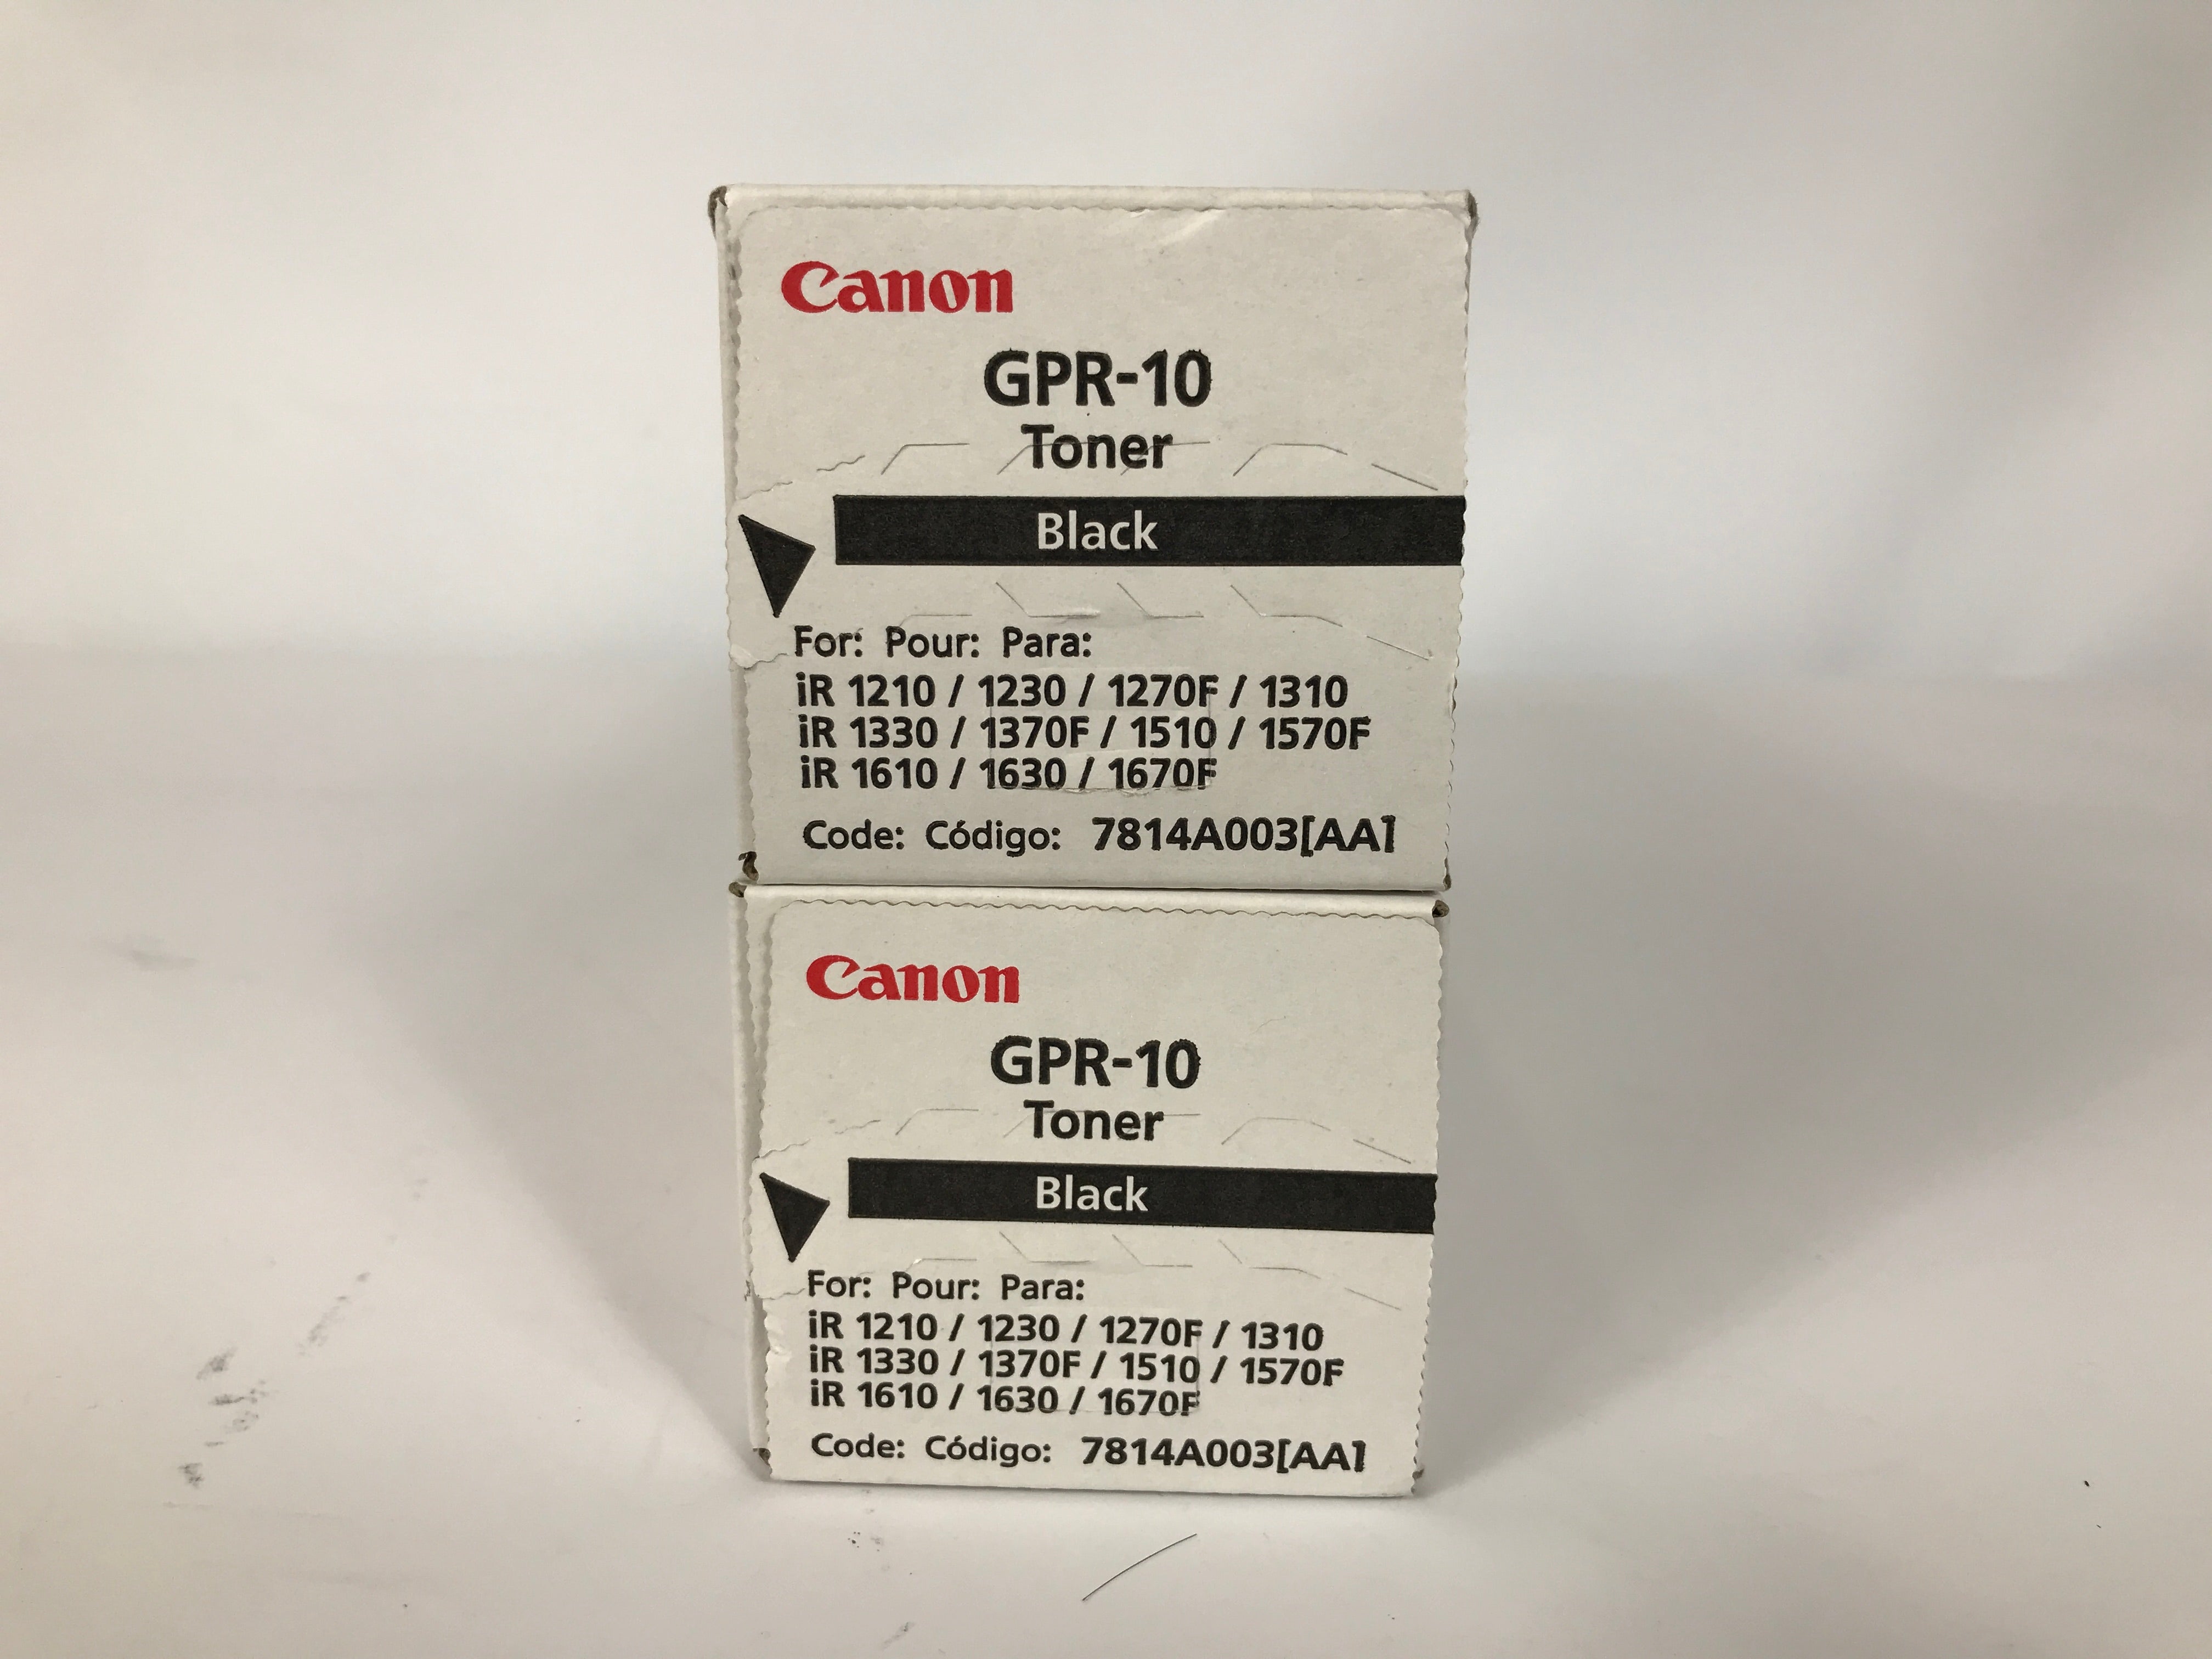 Canon
GPR-10
Toner
Black
For: Pour: Para:
iR 1210 / 1230 / 1270F / 1310
iR 1330 / 1370F / 1510 / 1570F
iR 1610 / 1630 / 1670F
Code: Código: 7814A003[AA]
Canon
GPR-10
Toner
Black
For: Pour: Para:
iR 1210 / 1230 / 1270F / 1310
iR 1330 / 1370F / 1510 / 1570F
iR 1610 / 1630 / 1670F
Code: Código: 7814A003[AA]